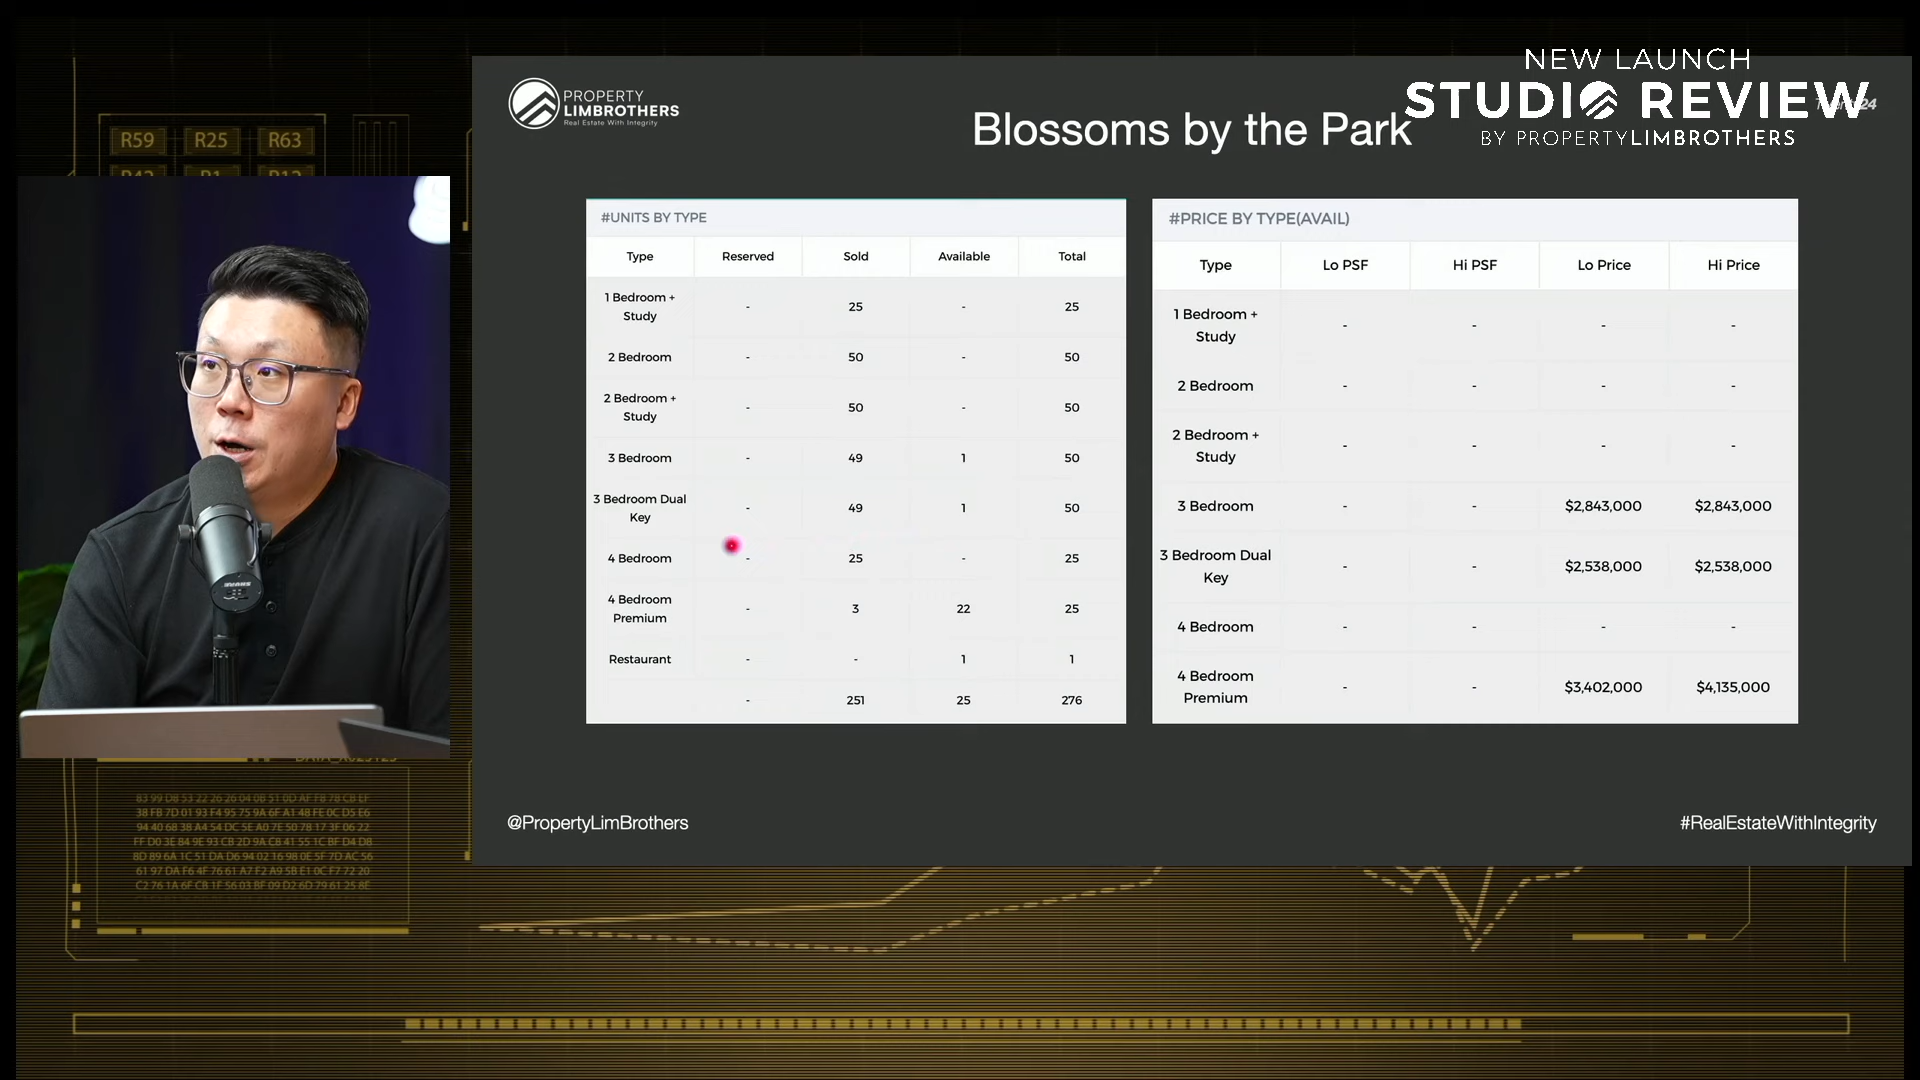 NEW LAUNCH
STUDIO REVIEW
BY PROPERTYLIMBROTHERS
PROPERTY
LIMBROTHERS
Real Estate With Integrity
Blossoms by the Park
R59 R25 R63
#UNITS BY TYPE
Type Reserved Sold Available Total
1 Bedroom + Study - 25 - 25
2 Bedroom - 50 - 50
2 Bedroom + Study - 50 - 50
3 Bedroom - 49 1 50
3 Bedroom Dual Key - 49 1 50
4 Bedroom - 25 - 25
4 Bedroom Premium - 3 22 25
Restaurant - - 1 1
- 251 25 276
#PRICE BY TYPE(AVAIL)
Type Lo PSF Hi PSF Lo Price Hi Price
1 Bedroom + Study - - - -
2 Bedroom - - - -
2 Bedroom + Study - - - -
3 Bedroom - - $2,843,000 $2,843,000
3 Bedroom Dual Key - - $2,538,000 $2,538,000
4 Bedroom - - - -
4 Bedroom Premium - - $3,402,000 $4,135,000
@PropertyLimBrothers
#RealEstateWithIntegrity